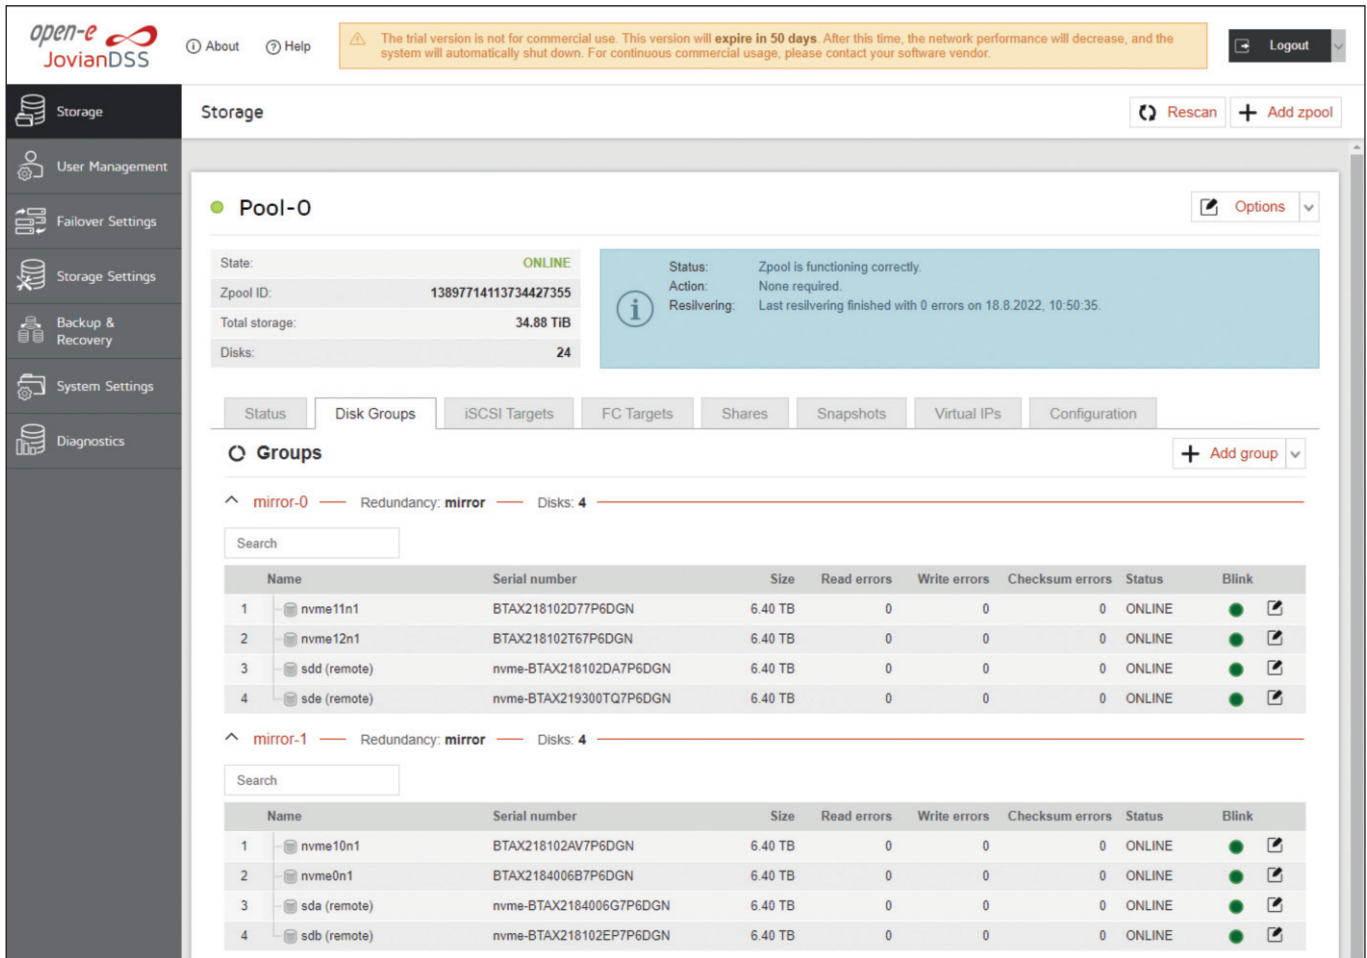 open-e
JovianDSS
About
Help
The trial version is not for commercial use. This version will expire in 50 days. After this time, the network performance will decrease, and the
system will automatically shut down. For continuous commercial usage, please contact your software vendor.
Logout
Storage
User Management
Failover Settings
Storage Settings
Backup &
Recovery
System Settings
Diagnostics
Storage
Rescan
Add zpool
Pool-0
Options
State: ONLINE
Zpool ID: 13897714113734427355
Total storage: 34.88 TiB
Disks: 24
Status: Zpool is functioning correctly.
Action: None required.
Resilvering: Last resilvering finished with 0 errors on 18.8.2022, 10:50:35.
Status Disk Groups iSCSI Targets FC Targets Shares Snapshots Virtual IPs Configuration
Groups
Add group
mirror-0 Redundancy: mirror Disks: 4
Search
Name Serial number Size Read errors Write errors Checksum errors Status Blink
1 nvme11n1 BTAX218102D77P6DGN 6.40 TB 0 0 0 ONLINE
2 nvme12n1 BTAX218102T67P6DGN 6.40 TB 0 0 0 ONLINE
3 sdd (remote) nvme-BTAX218102DA7P6DGN 6.40 TB 0 0 0 ONLINE
4 sde (remote) nvme-BTAX219300TQ7P6DGN 6.40 TB 0 0 0 ONLINE
mirror-1 Redundancy: mirror Disks: 4
Search
Name Serial number Size Read errors Write errors Checksum errors Status Blink
1 nvme10n1 BTAX218102AV7P6DGN 6.40 TB 0 0 0 ONLINE
2 nvme0n1 BTAX2184006B7P6DGN 6.40 TB 0 0 0 ONLINE
3 sda (remote) nvme-BTAX2184006G7P6DGN 6.40 TB 0 0 0 ONLINE
4 sdb (remote) nvme-BTAX218102EP7P6DGN 6.40 TB 0 0 0 ONLINE